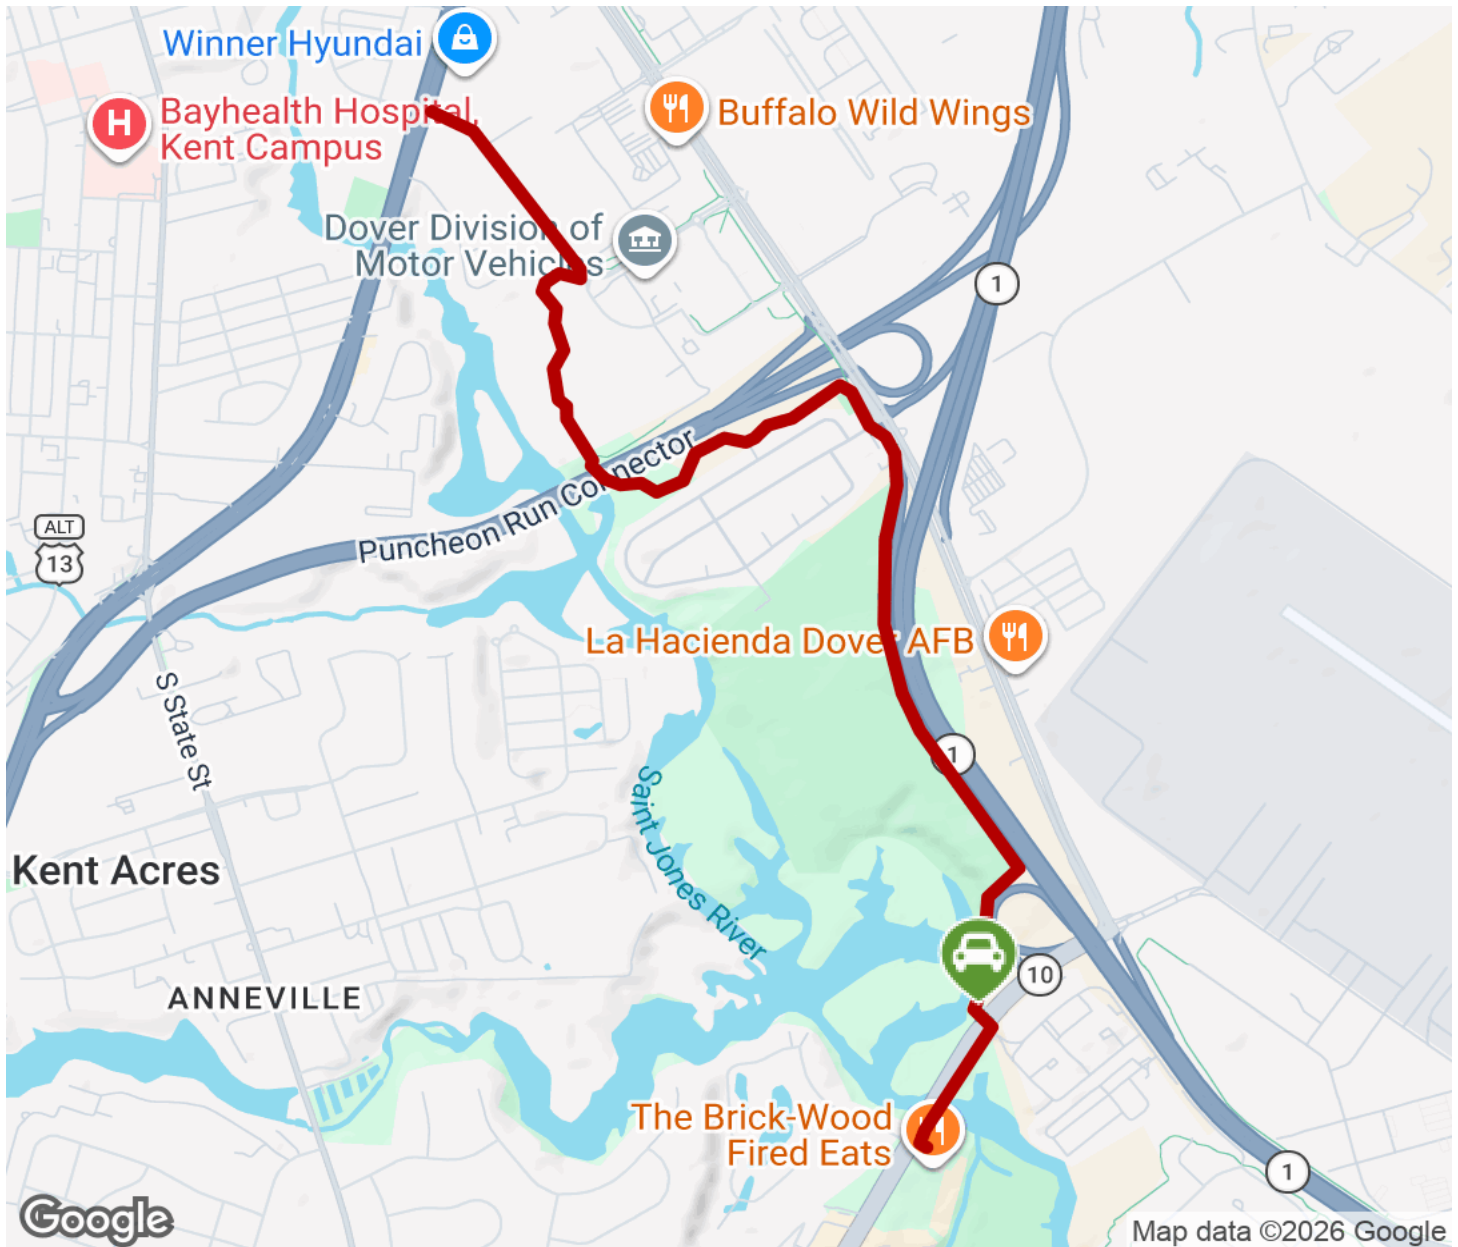 Winner Hyundai
Bayhealth Hospital,
Kent Campus
H
Buffalo Wild Wings
Dover Division of
Motor Vehicles
1
Puncheon Run Connector
ALT
13
La Hacienda Dover AFB
S State St
1
Saint Jones River
Kent Acres
10
ANNEVILLE
The Brick-Wood
Fired Eats
1
Google
Map data ©2026 Google